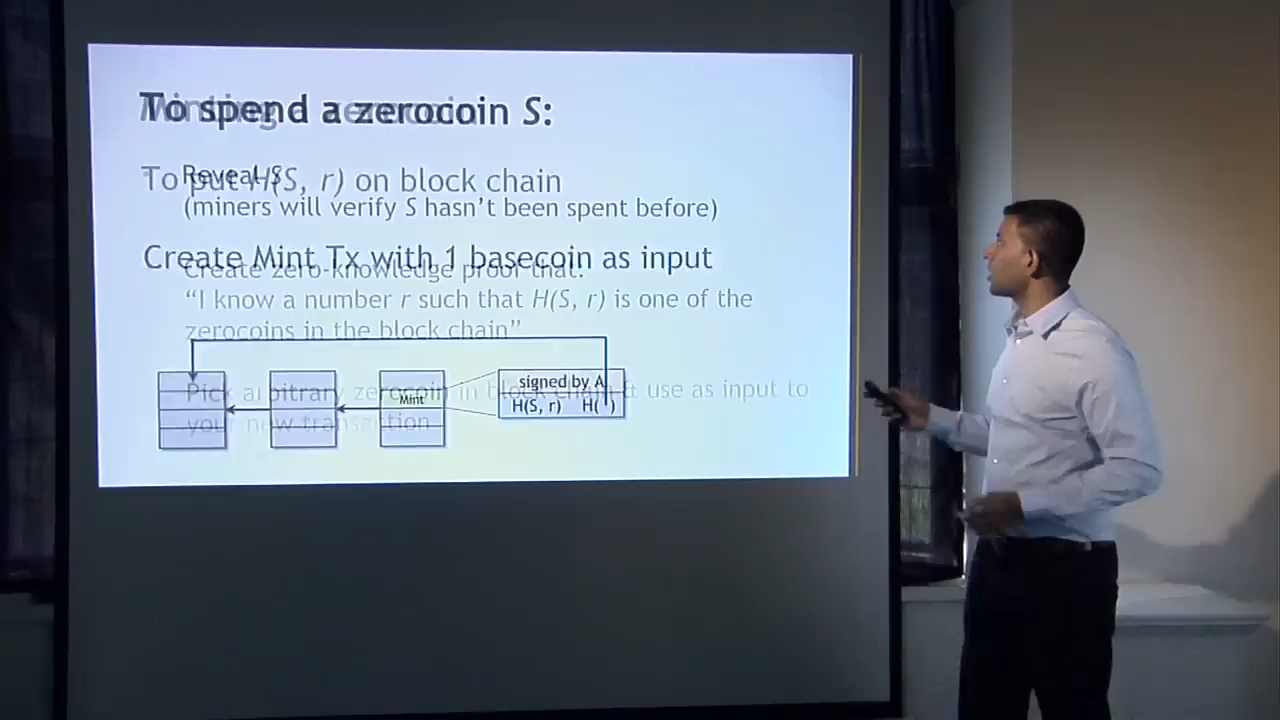 To spend a zerocoin S:
Reveal S
To put H(S, r) on block chain
(miners will verify S hasn't been spent before)
Create Mint Tx with 1 basecoin as input
Create zero-knowledge proof that:
"I know a number r such that H(S, r) is one of the
zerocoins in the block chain"
signed by A
Pick arbitrary zerocoin in block chain & use as input to
Mint
H(S, r) H( )
your new transaction